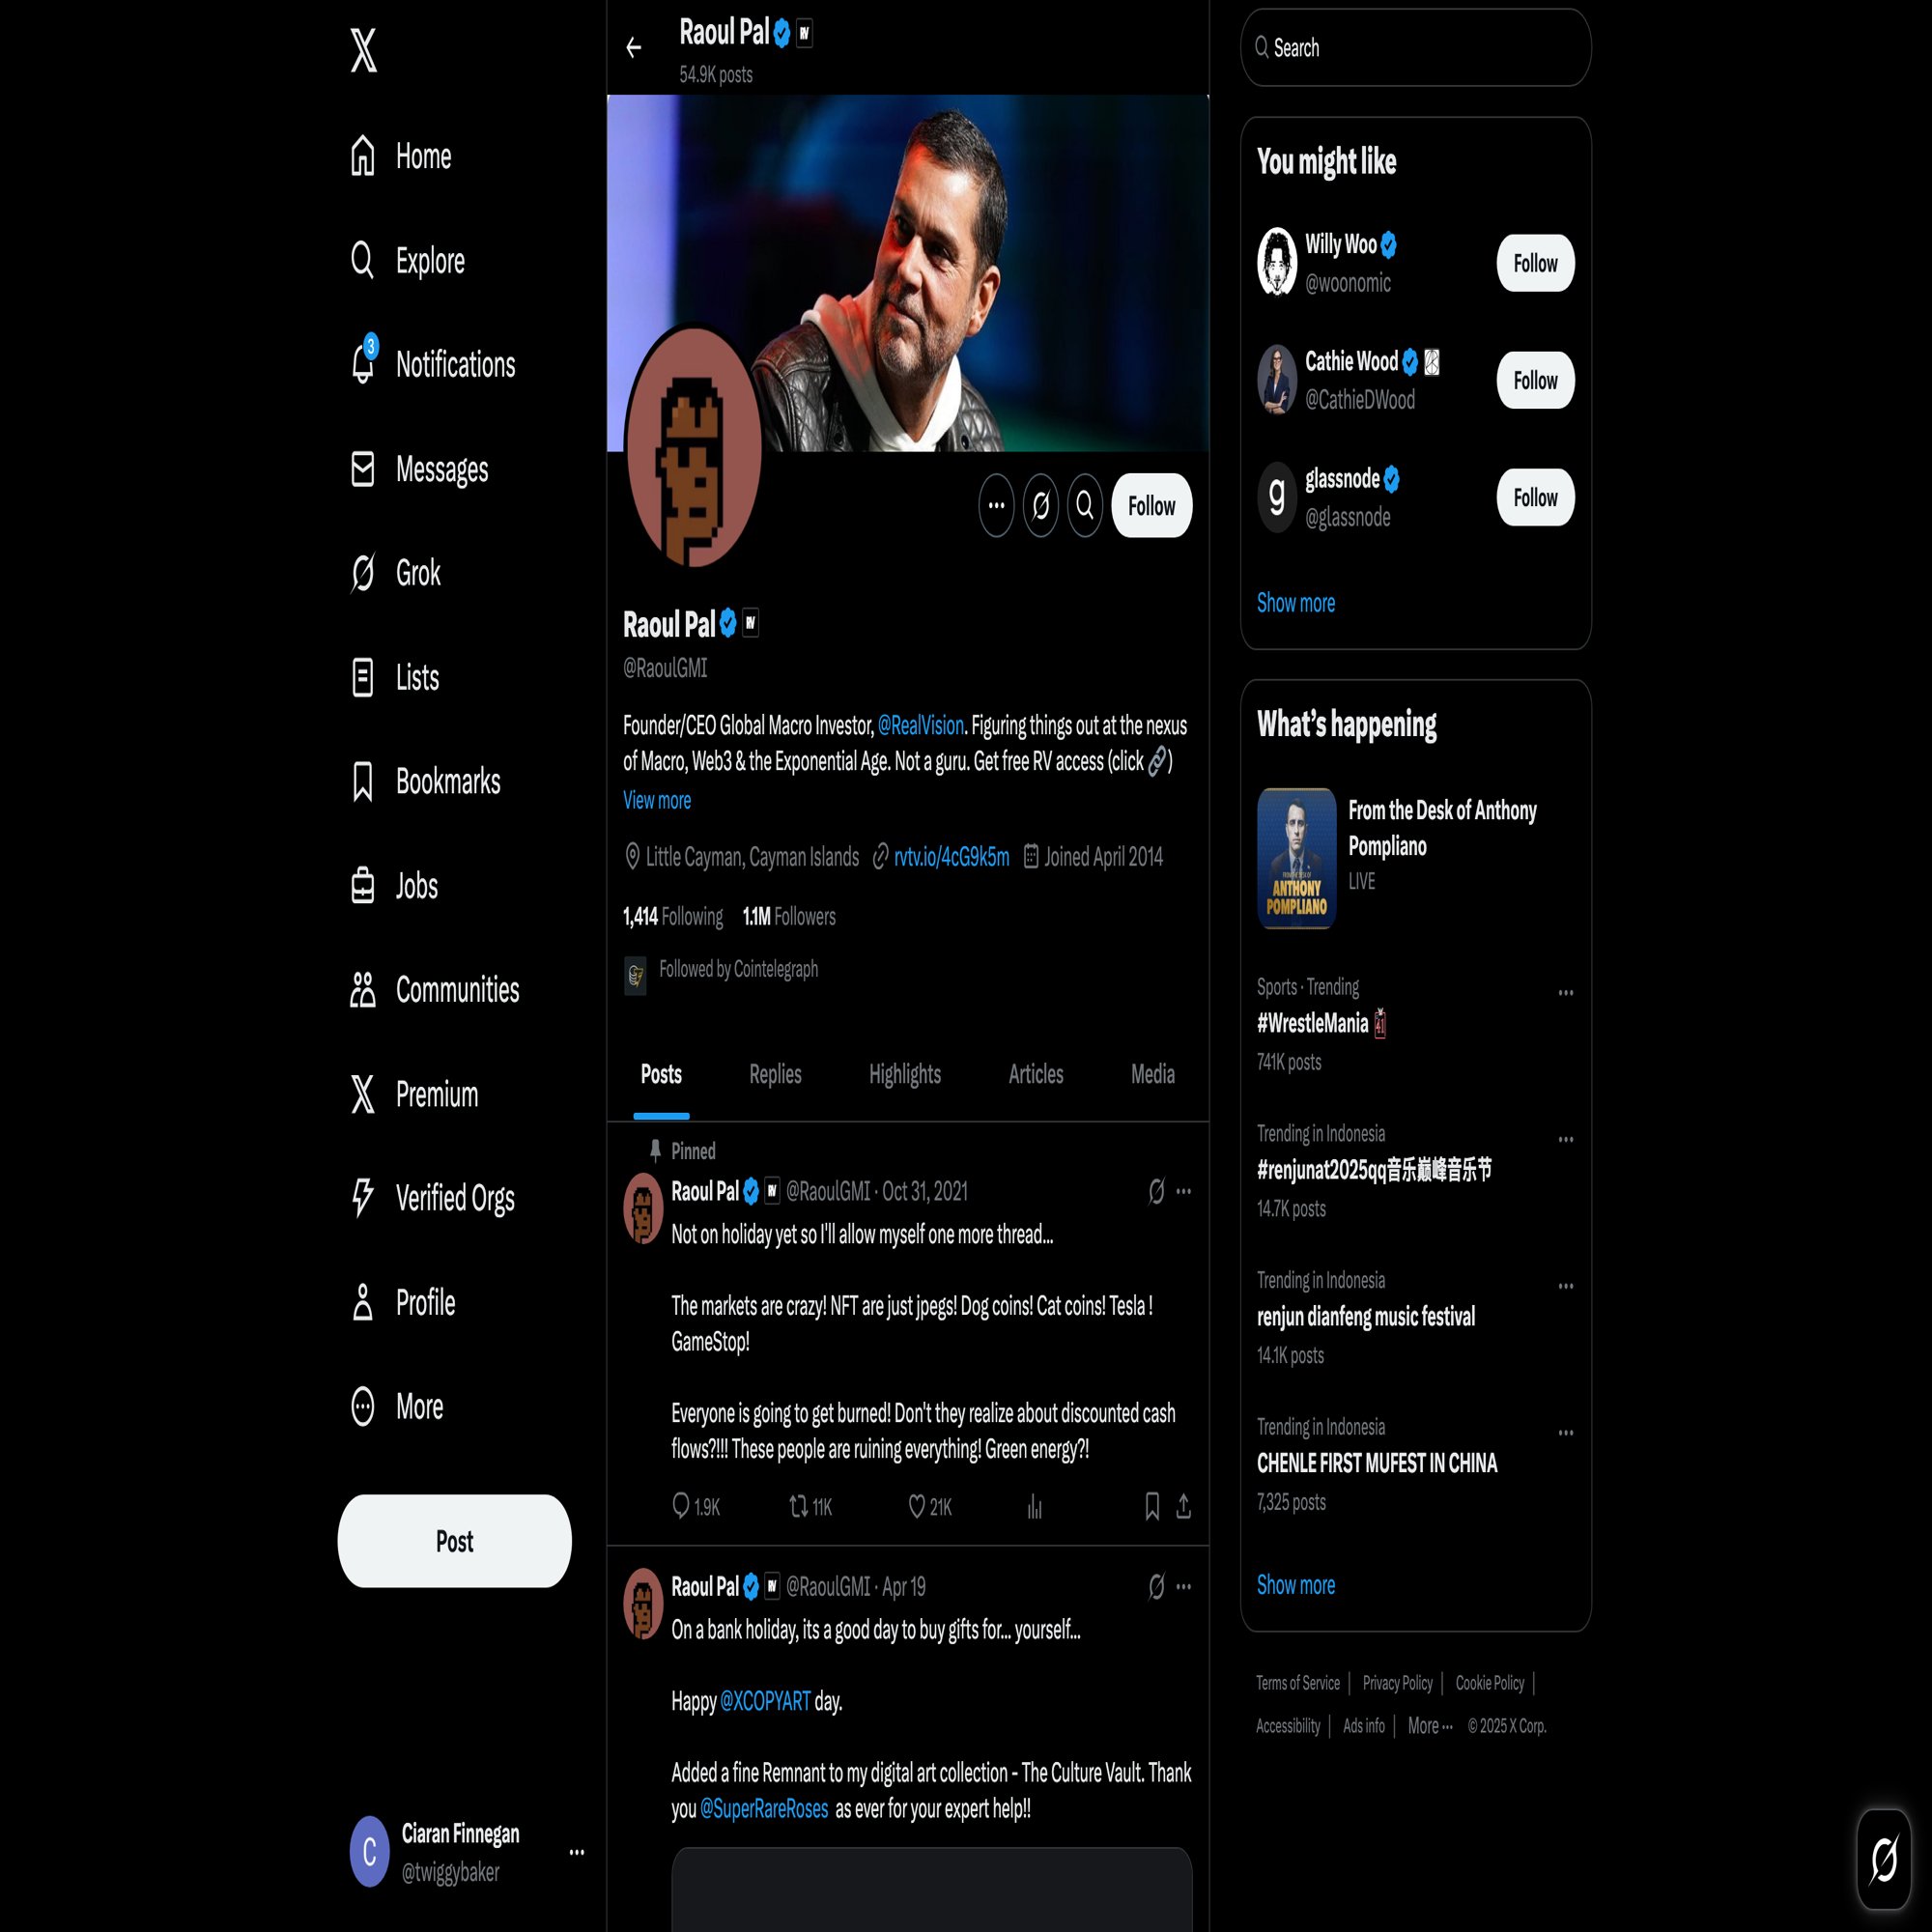 Home
Explore
3
Notifications
Messages
Grok
Lists
Bookmarks
Jobs
Communities
Premium
Verified Orgs
Profile
More
Post
C
Ciaran Finnegan
@twiggybaker
Raoul Pal RV
54.9K posts
Follow
Raoul Pal RV
@RaoulGMI
Founder/CEO Global Macro Investor, @RealVision. Figuring things out at the nexus
of Macro, Web3 & the Exponential Age. Not a guru. Get free RV access (click 🔗)
View more
Little Cayman, Cayman Islands rvtv.io/4cG9k5m Joined April 2014
1,414 Following 1.1M Followers
Followed by Cointelegraph
Posts Replies Highlights Articles Media
Pinned
Raoul Pal RV @RaoulGMI · Oct 31, 2021
Not on holiday yet so I'll allow myself one more thread...
The markets are crazy! NFT are just jpegs! Dog coins! Cat coins! Tesla !
GameStop!
Everyone is going to get burned! Don't they realize about discounted cash
flows?!!! These people are ruining everything! Green energy?!
1.9K 11K 21K
Raoul Pal RV @RaoulGMI · Apr 19
On a bank holiday, its a good day to buy gifts for... yourself...
Happy @XCOPYART day.
Added a fine Remnant to my digital art collection - The Culture Vault. Thank
you @SuperRareRoses as ever for your expert help!!
Search
You might like
Willy Woo
@woonomic
Follow
Cathie Wood
@CathieDWood
Follow
g
glassnode
@glassnode
Follow
Show more
What's happening
ANTHONY
POMPLIANO
From the Desk of Anthony
Pompliano
LIVE
Sports · Trending
#WrestleMania 41
741K posts
Trending in Indonesia
#renjunat2025qq音乐巅峰音乐节
14.7K posts
Trending in Indonesia
renjun dianfeng music festival
14.1K posts
Trending in Indonesia
CHENLE FIRST MUFEST IN CHINA
7,325 posts
Show more
Terms of Service | Privacy Policy | Cookie Policy |
Accessibility | Ads info | More ··· © 2025 X Corp.